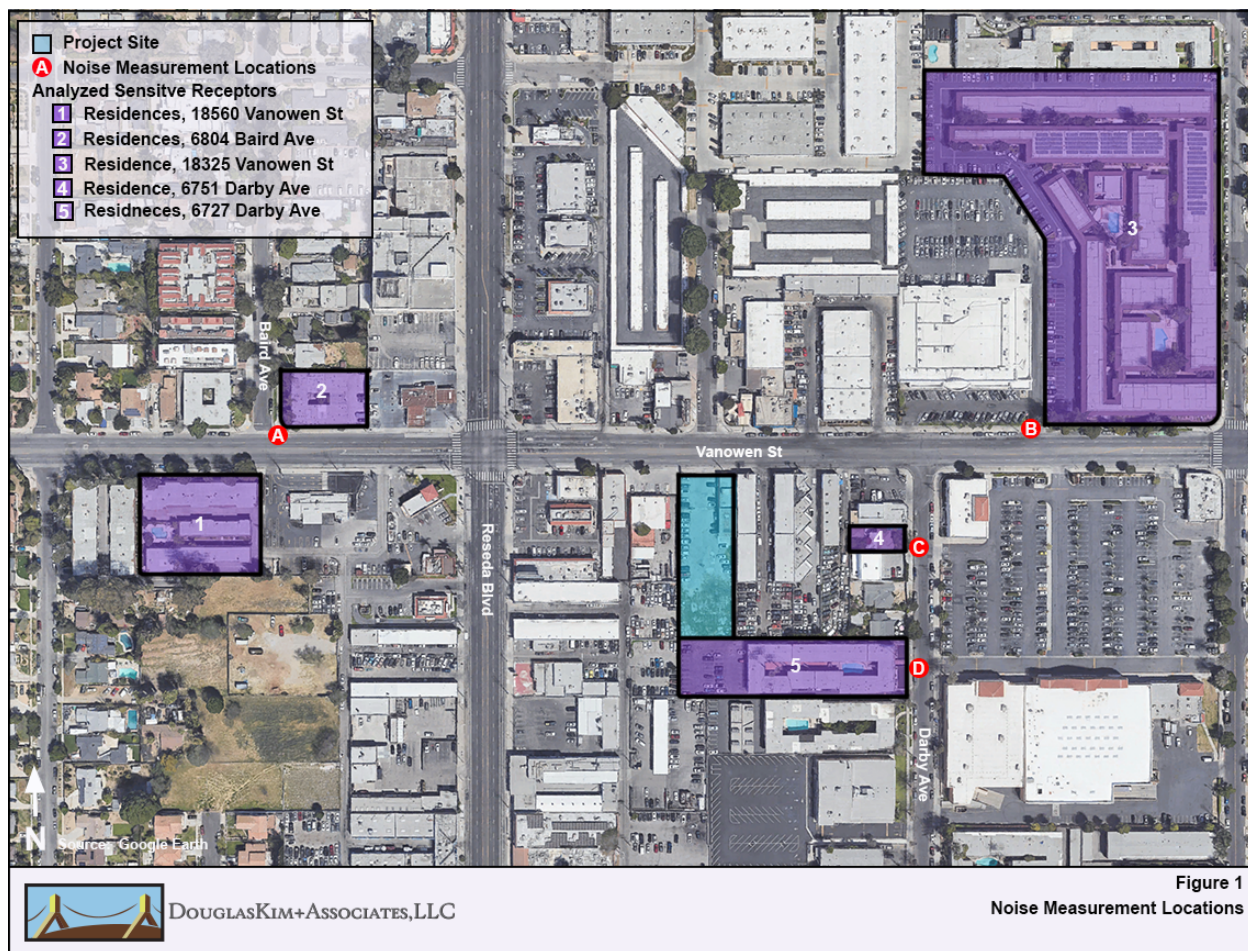 Project Site
A Noise Measurement Locations
Analyzed Sensitve Receptors
1 Residences, 18560 Vanowen St
2 Residences, 6804 Baird Ave
3 Residence, 18325 Vanowen St
4 Residence, 6751 Darby Ave
5 Residneces, 6727 Darby Ave
3
Baird Ave
2
A
B
Vanowen St
1
Reseda Blvd
4
C
5
D
Darby Ave
N
Source: Google Earth
Figure 1
Noise Measurement Locations
DOUGLASKIM+ASSOCIATES,LLC